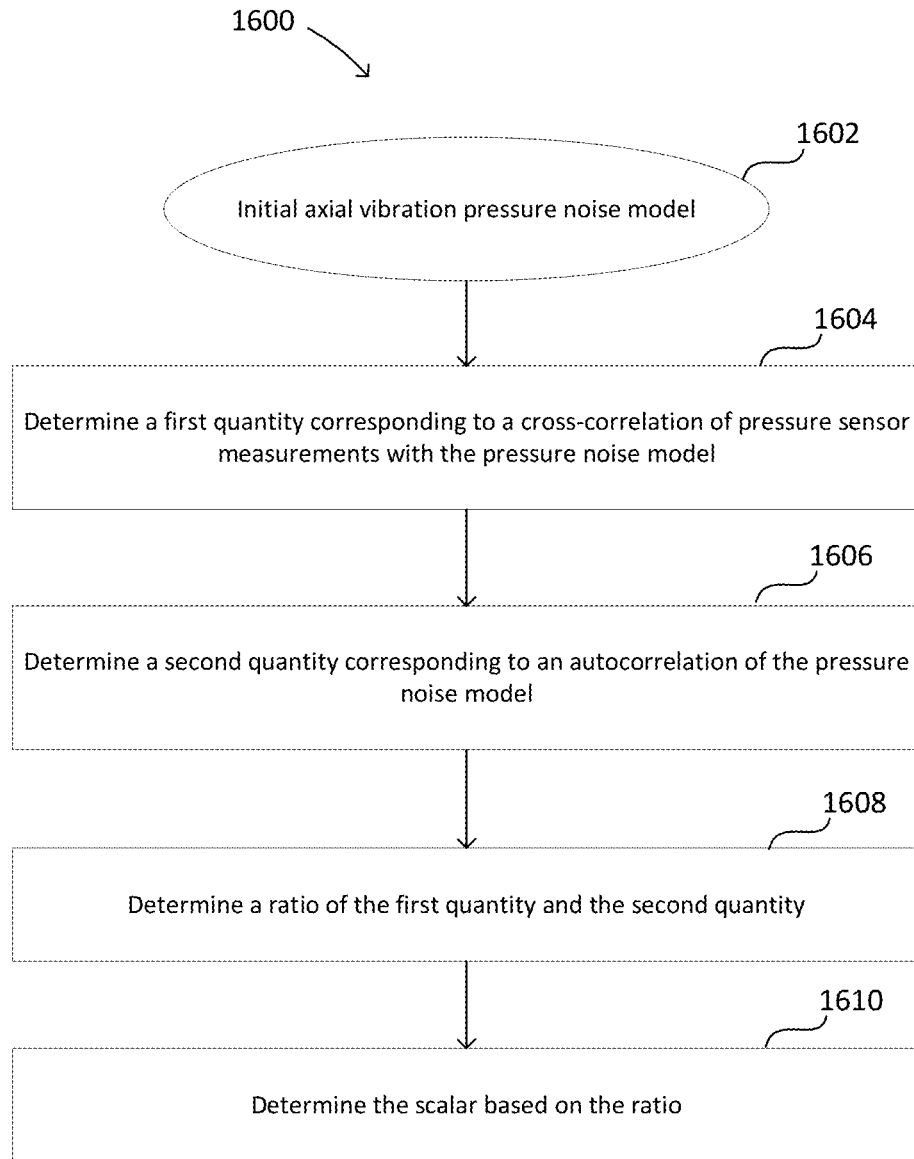 1600
1602
Initial axial vibration pressure noise model
1604
Determine a first quantity corresponding to a cross-correlation of pressure sensor
measurements with the pressure noise model
1606
Determine a second quantity corresponding to an autocorrelation of the pressure
noise model
1608
Determine a ratio of the first quantity and the second quantity
1610
Determine the scalar based on the ratio